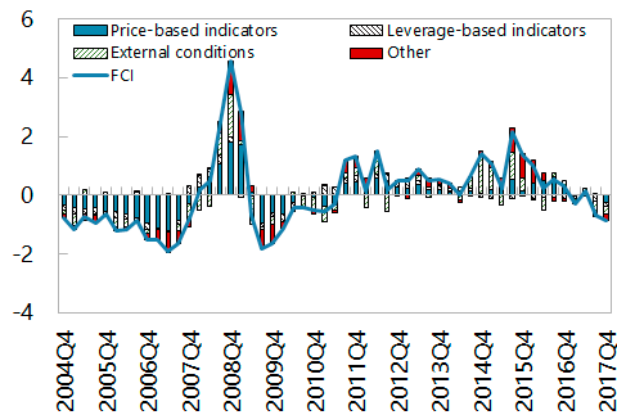 6
Price-based indicators Leverage-based indicators
External conditions Other
FCI
4
2
0
-2
-4
2004Q4 2005Q4 2006Q4 2007Q4 2008Q4 2009Q4 2010Q4 2011Q4 2012Q4 2013Q4 2014Q4 2015Q4 2016Q4 2017Q4